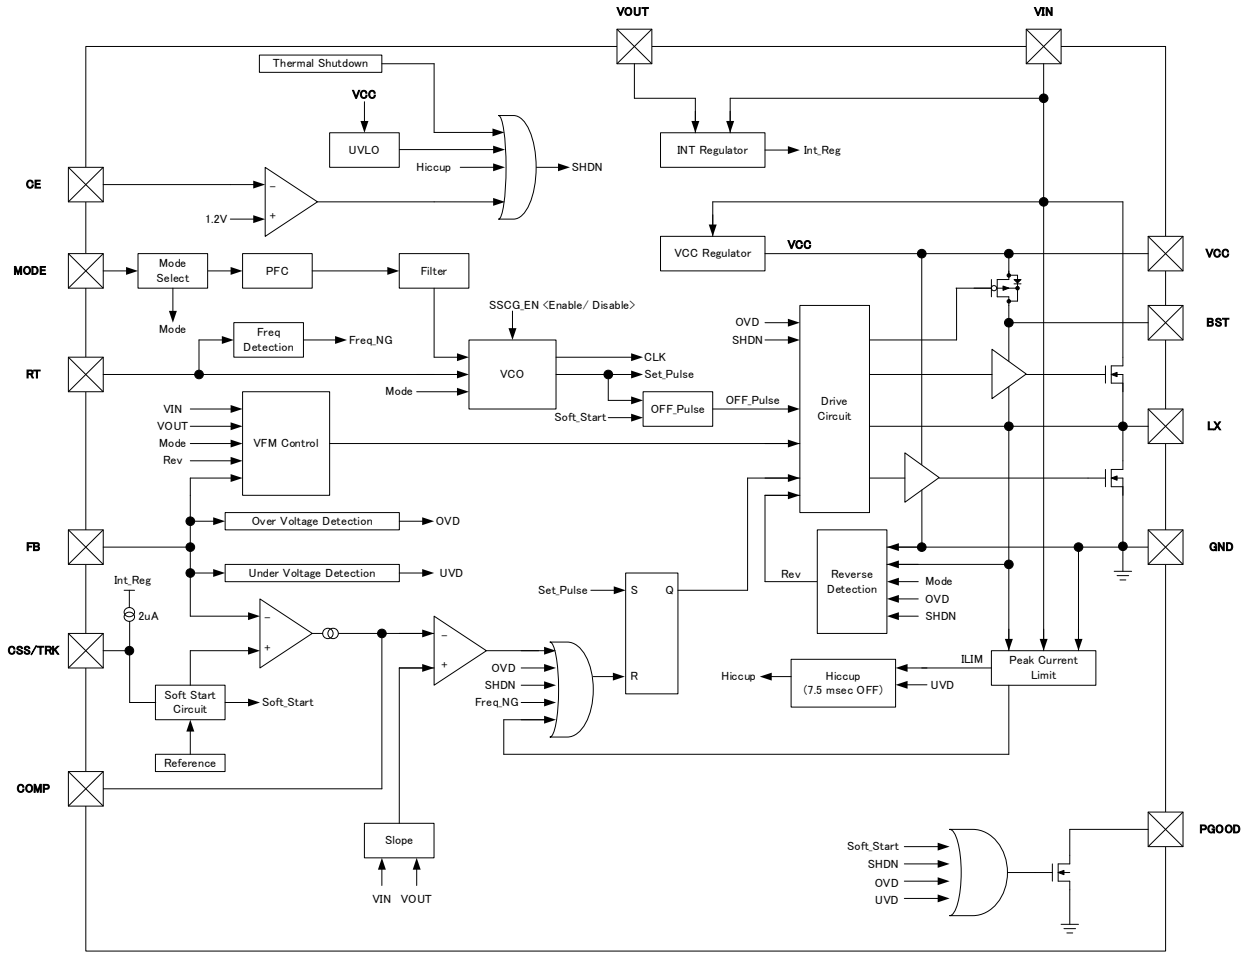 VOUT
VIN
Thermal Shutdown
VCC
UVLO
Hiccup
SHDN
INT Regulator
Int_Reg
CE
1.2V
-
+
MODE
Mode
Select
PFC
Filter
Mode
VCC Regulator
VCC
VCC
SSCG_EN <Enable/ Disable>
Freq
Detection
Freq_NG
RT
VCO
CLK
Set_Pulse
Mode
OFF_Pulse
OFF_Pulse
Soft_Start
OVD
SHDN
Drive
Circuit
BST
LX
VIN
VOUT
Mode
Rev
VFM Control
Over Voltage Detection
OVD
FB
Under Voltage Detection
UVD
GND
Int_Reg
2uA
Rev
Reverse
Detection
Mode
OVD
SHDN
Set_Pulse
S
Q
R
CSS/TRK
-
+
-
+
OVD
SHDN
Freq_NG
Soft Start
Circuit
Soft_Start
Reference
Hiccup
Hiccup
(7.5 msec OFF)
ILIM
UVD
Peak Current
Limit
COMP
Slope
VIN
VOUT
PGOOD
Soft_Start
SHDN
OVD
UVD